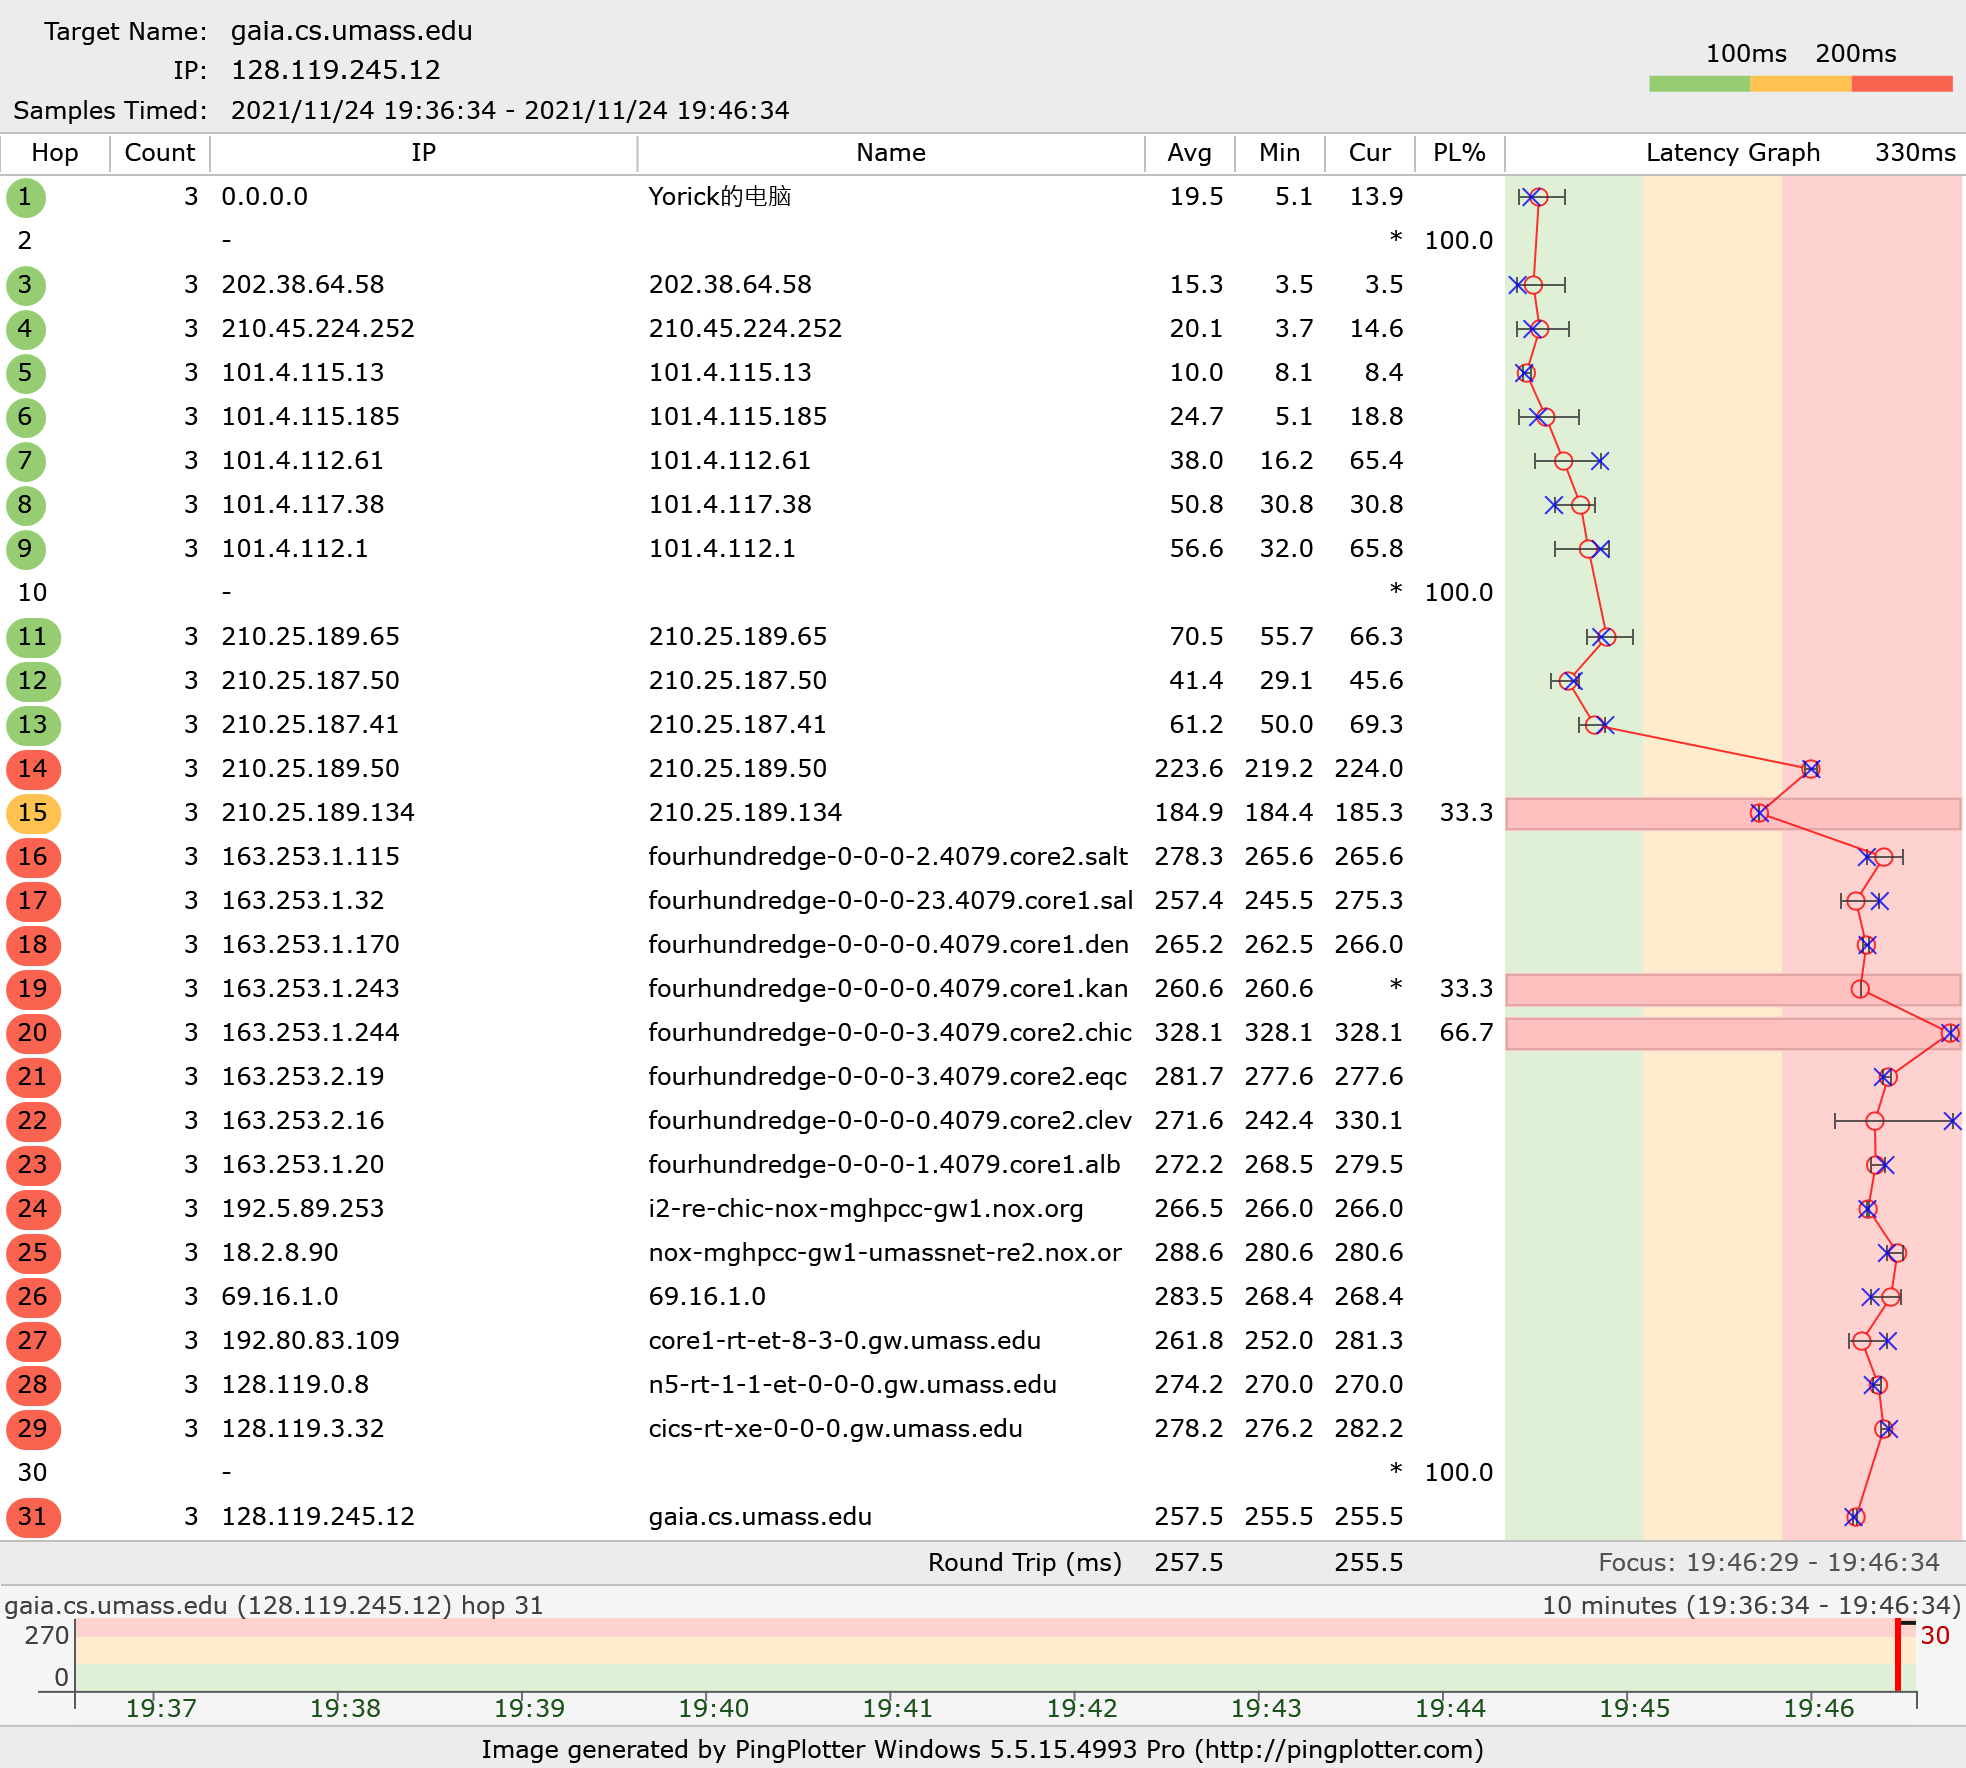 Target Name: gaia.cs.umass.edu
IP: 128.119.245.12
Samples Timed: 2021/11/24 19:36:34 - 2021/11/24 19:46:34
100ms 200ms
Hop Count IP Name Avg Min Cur PL% Latency Graph 330ms
1 3 0.0.0.0 Yorick的电脑 19.5 5.1 13.9
2 - * 100.0
3 3 202.38.64.58 202.38.64.58 15.3 3.5 3.5
4 3 210.45.224.252 210.45.224.252 20.1 3.7 14.6
5 3 101.4.115.13 101.4.115.13 10.0 8.1 8.4
6 3 101.4.115.185 101.4.115.185 24.7 5.1 18.8
7 3 101.4.112.61 101.4.112.61 38.0 16.2 65.4
8 3 101.4.117.38 101.4.117.38 50.8 30.8 30.8
9 3 101.4.112.1 101.4.112.1 56.6 32.0 65.8
10 - * 100.0
11 3 210.25.189.65 210.25.189.65 70.5 55.7 66.3
12 3 210.25.187.50 210.25.187.50 41.4 29.1 45.6
13 3 210.25.187.41 210.25.187.41 61.2 50.0 69.3
14 3 210.25.189.50 210.25.189.50 223.6 219.2 224.0
15 3 210.25.189.134 210.25.189.134 184.9 184.4 185.3 33.3
16 3 163.253.1.115 fourhundredge-0-0-0-2.4079.core2.salt 278.3 265.6 265.6
17 3 163.253.1.32 fourhundredge-0-0-0-23.4079.core1.sal 257.4 245.5 275.3
18 3 163.253.1.170 fourhundredge-0-0-0-0.4079.core1.den 265.2 262.5 266.0
19 3 163.253.1.243 fourhundredge-0-0-0-0.4079.core1.kan 260.6 260.6 * 33.3
20 3 163.253.1.244 fourhundredge-0-0-0-3.4079.core2.chic 328.1 328.1 328.1 66.7
21 3 163.253.2.19 fourhundredge-0-0-0-3.4079.core2.eqc 281.7 277.6 277.6
22 3 163.253.2.16 fourhundredge-0-0-0-0.4079.core2.clev 271.6 242.4 330.1
23 3 163.253.1.20 fourhundredge-0-0-0-1.4079.core1.alb 272.2 268.5 279.5
24 3 192.5.89.253 i2-re-chic-nox-mghpcc-gw1.nox.org 266.5 266.0 266.0
25 3 18.2.8.90 nox-mghpcc-gw1-umassnet-re2.nox.or 288.6 280.6 280.6
26 3 69.16.1.0 69.16.1.0 283.5 268.4 268.4
27 3 192.80.83.109 core1-rt-et-8-3-0.gw.umass.edu 261.8 252.0 281.3
28 3 128.119.0.8 n5-rt-1-1-et-0-0-0.gw.umass.edu 274.2 270.0 270.0
29 3 128.119.3.32 cics-rt-xe-0-0-0.gw.umass.edu 278.2 276.2 282.2
30 - * 100.0
31 3 128.119.245.12 gaia.cs.umass.edu 257.5 255.5 255.5
Round Trip (ms) 257.5 255.5 Focus: 19:46:29 - 19:46:34
gaia.cs.umass.edu (128.119.245.12) hop 31 10 minutes (19:36:34 - 19:46:34)
270 30
0
19:37 19:38 19:39 19:40 19:41 19:42 19:43 19:44 19:45 19:46
Image generated by PingPlotter Windows 5.5.15.4993 Pro (http://pingplotter.com)